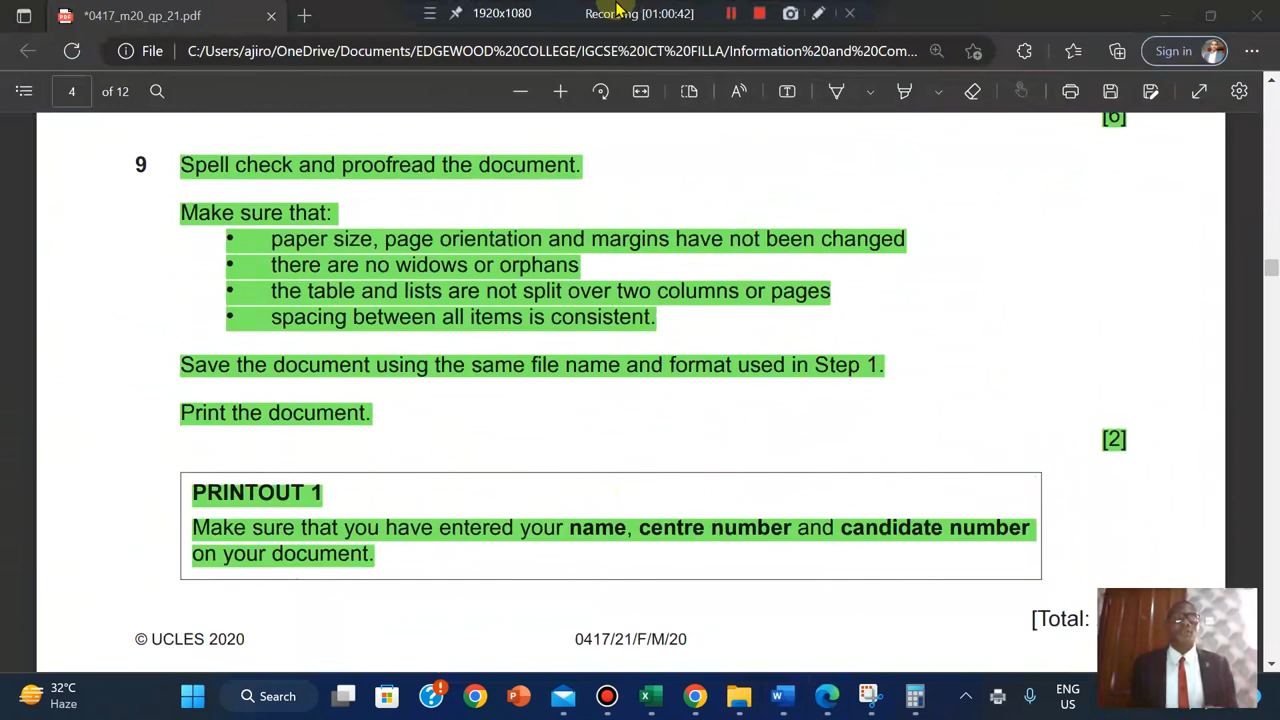 *0417_m20_qp_21.pdf
1920x1080
Recording [01:00:42]
File
C:/Users/ajiro/OneDrive/Documents/EDGEWOOD%20COLLEGE/IGCSE%20ICT%20FILLA/Information%20and%20Com...
Sign in
4 of 12
[6]
9 Spell check and proofread the document.
Make sure that:
• paper size, page orientation and margins have not been changed
• there are no widows or orphans
• the table and lists are not split over two columns or pages
• spacing between all items is consistent.
Save the document using the same file name and format used in Step 1.
Print the document.
[2]
PRINTOUT 1
Make sure that you have entered your name, centre number and candidate number
on your document.
[Total:
© UCLES 2020
0417/21/F/M/20
32°C
Haze
Search
ENG
US